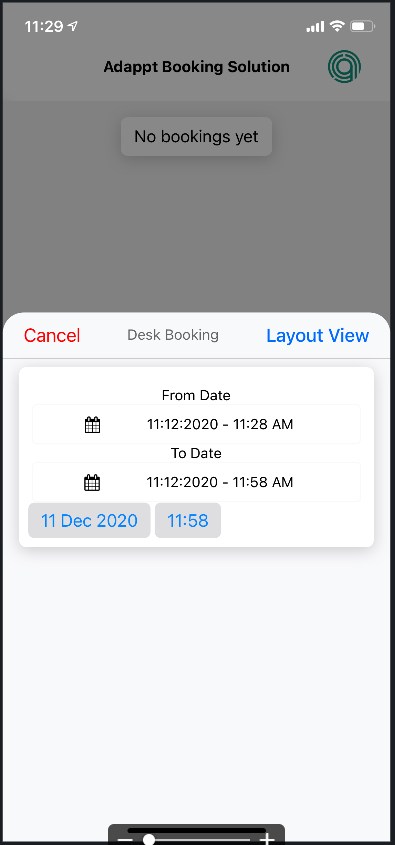 11:29
Adappt Booking Solution
No bookings yet
Cancel Desk Booking Layout View
From Date
11:12:2020 - 11:28 AM
To Date
11:12:2020 - 11:58 AM
11 Dec 2020 11:58